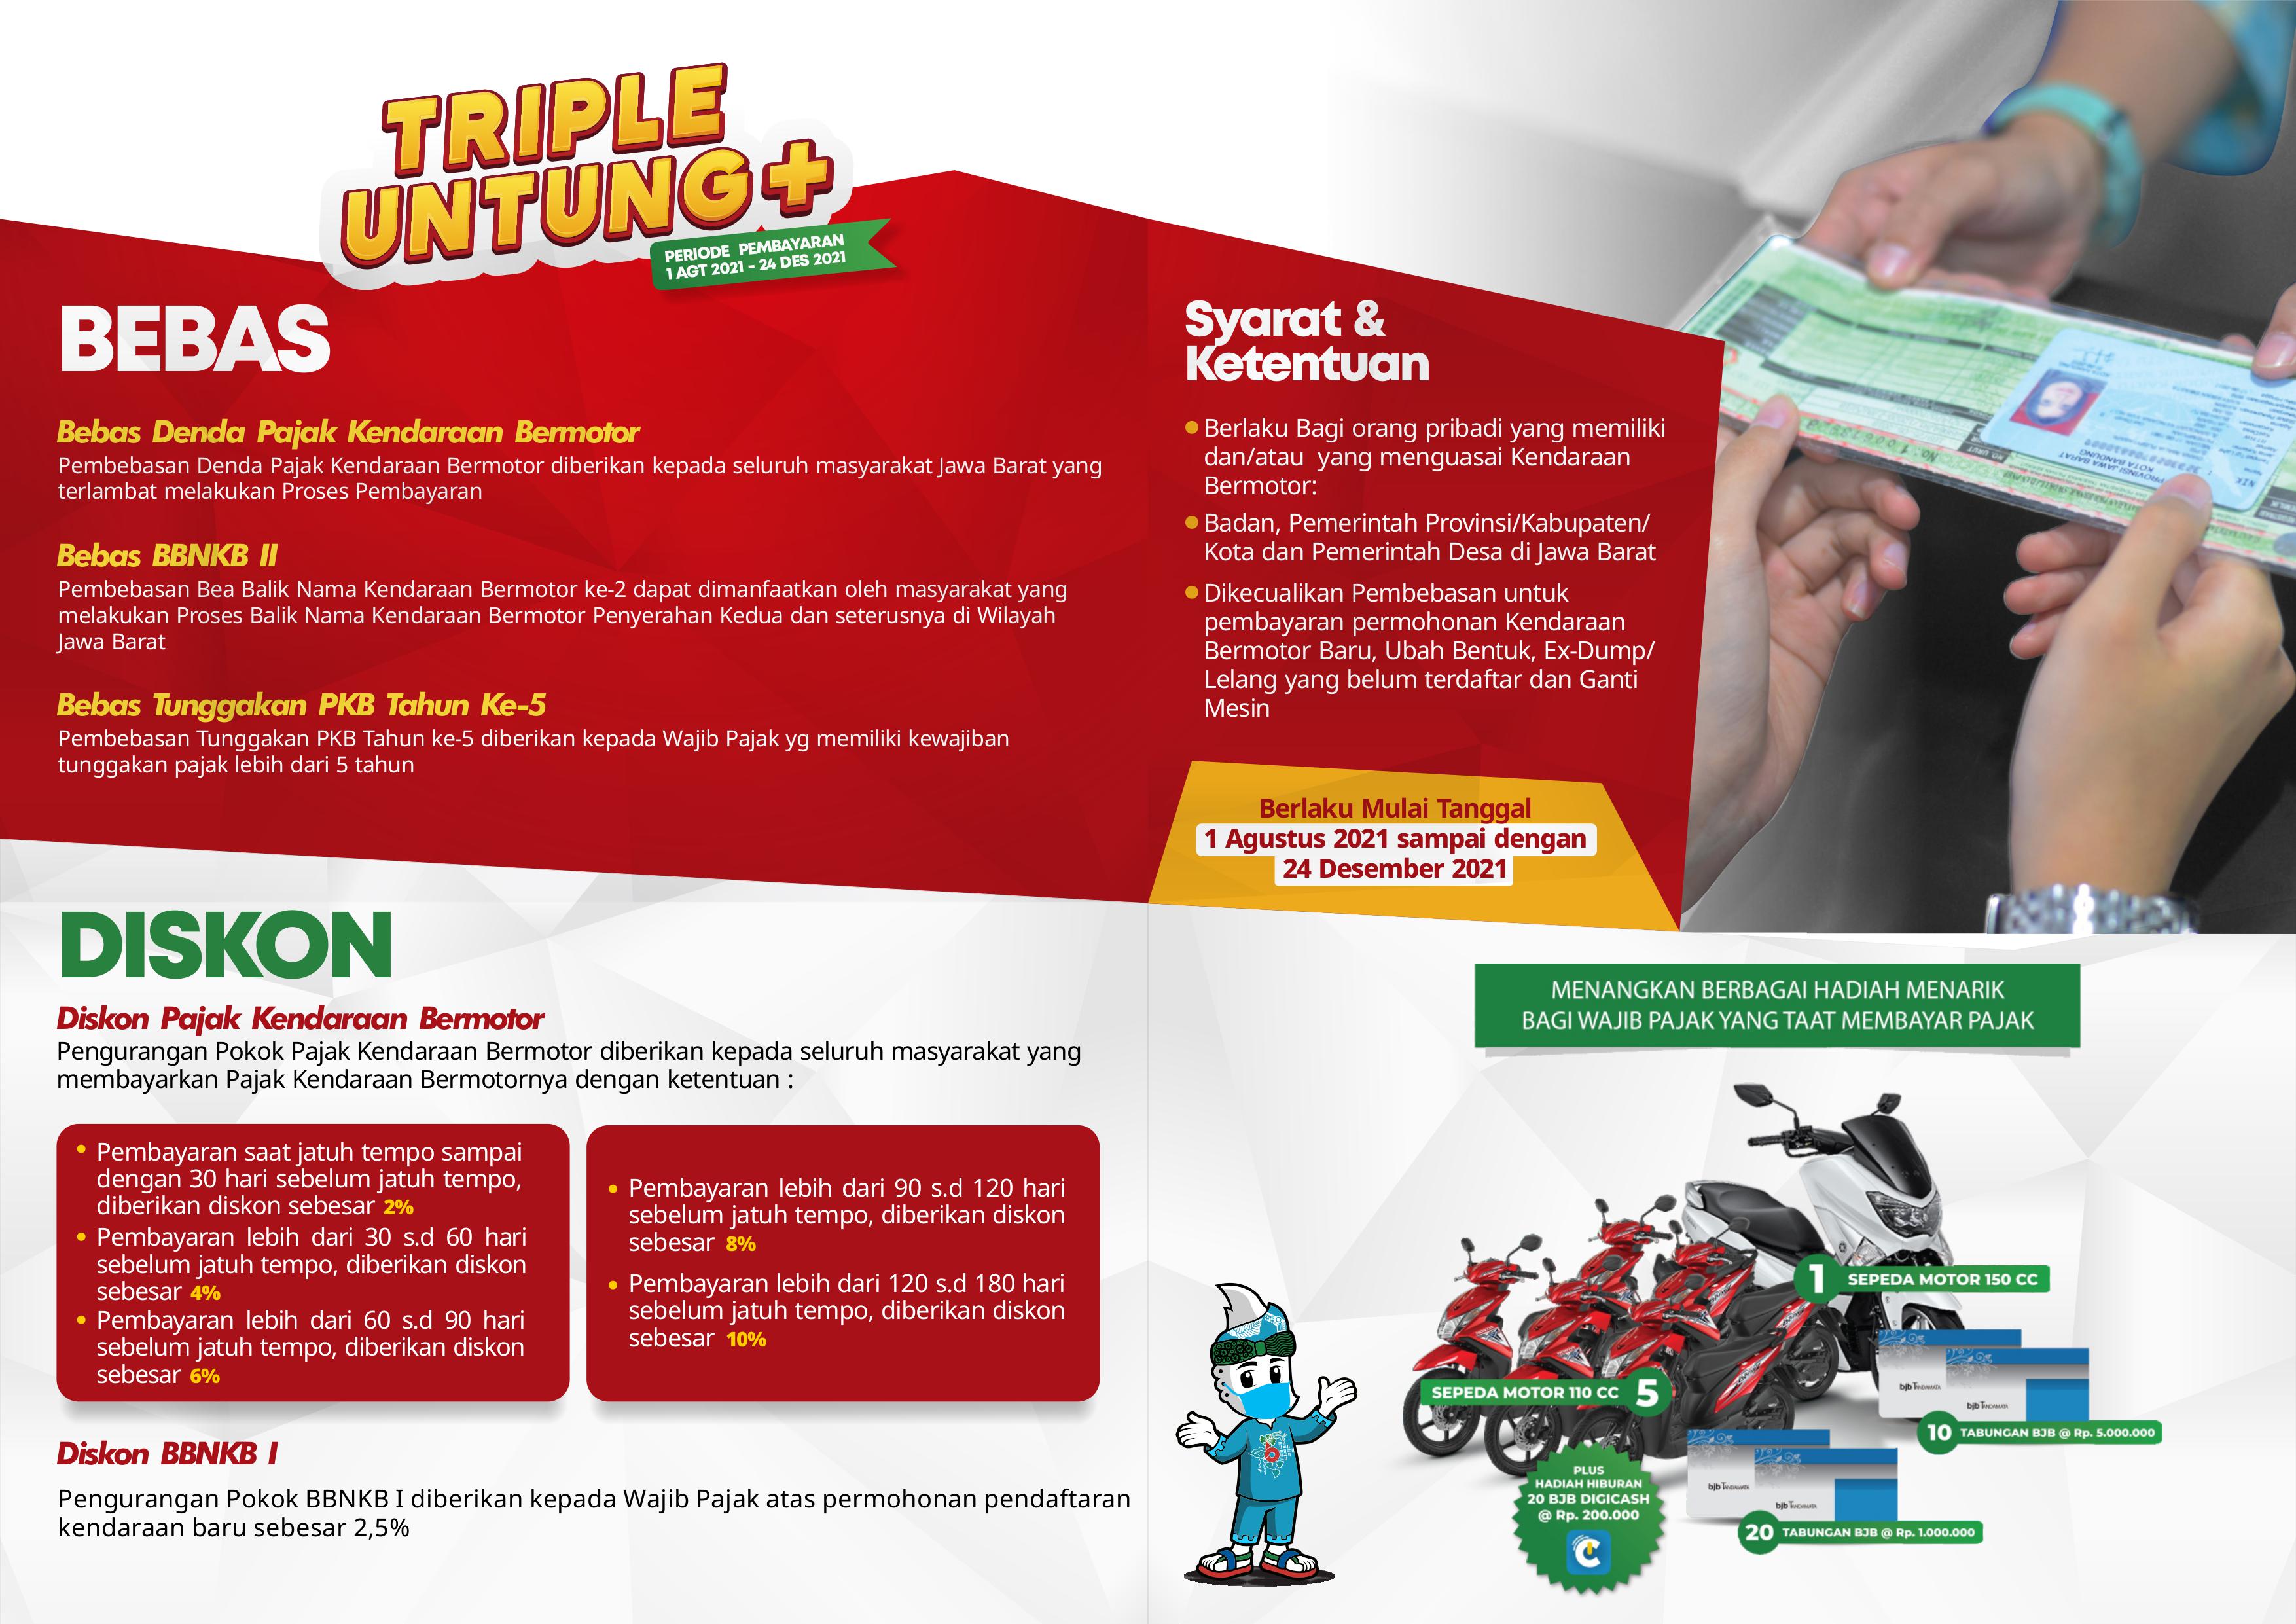 TRIPLE
UNTUNG+
PERIODE PEMBAYARAN
1 AGT 2021 - 24 DES 2021
BEBAS
Bebas Denda Pajak Kendaraan Bermotor
Pembebasan Denda Pajak Kendaraan Bermotor diberikan kepada seluruh masyarakat Jawa Barat yang
terlambat melakukan Proses Pembayaran
Bebas BBNKB II
Pembebasan Bea Balik Nama Kendaraan Bermotor ke-2 dapat dimanfaatkan oleh masyarakat yang
melakukan Proses Balik Nama Kendaraan Bermotor Penyerahan Kedua dan seterusnya di Wilayah
Jawa Barat
Bebas Tunggakan PKB Tahun Ke-5
Pembebasan Tunggakan PKB Tahun ke-5 diberikan kepada Wajib Pajak yg memiliki kewajiban
tunggakan pajak lebih dari 5 tahun
Syarat &
Ketentuan
Berlaku Bagi orang pribadi yang memiliki
dan/atau yang menguasai Kendaraan
Bermotor:
Badan, Pemerintah Provinsi/Kabupaten/
Kota dan Pemerintah Desa di Jawa Barat
Dikecualikan Pembebasan untuk
pembayaran permohonan Kendaraan
Bermotor Baru, Ubah Bentuk, Ex-Dump/
Lelang yang belum terdaftar dan Ganti
Mesin
Berlaku Mulai Tanggal
1 Agustus 2021 sampai dengan
24 Desember 2021
PROVINSI JAWA BARAT
KOTA BANDUNG
NIK
DISKON
Diskon Pajak Kendaraan Bermotor
Pengurangan Pokok Pajak Kendaraan Bermotor diberikan kepada seluruh masyarakat yang
membayarkan Pajak Kendaraan Bermotornya dengan ketentuan :
Pembayaran saat jatuh tempo sampai
dengan 30 hari sebelum jatuh tempo,
diberikan diskon sebesar 2%
Pembayaran lebih dari 30 s.d 60 hari
sebelum jatuh tempo, diberikan diskon
sebesar 4%
Pembayaran lebih dari 60 s.d 90 hari
sebelum jatuh tempo, diberikan diskon
sebesar 6%
Pembayaran lebih dari 90 s.d 120 hari
sebelum jatuh tempo, diberikan diskon
sebesar 8%
Pembayaran lebih dari 120 s.d 180 hari
sebelum jatuh tempo, diberikan diskon
sebesar 10%
Diskon BBNKB I
Pengurangan Pokok BBNKB I diberikan kepada Wajib Pajak atas permohonan pendaftaran
kendaraan baru sebesar 2,5%
MENANGKAN BERBAGAI HADIAH MENARIK
BAGI WAJIB PAJAK YANG TAAT MEMBAYAR PAJAK
1 SEPEDA MOTOR 150 CC
SEPEDA MOTOR 110 CC 5
bjb TANDAMATA
bjb TANDAMATA
10 TABUNGAN BJB @ Rp. 5.000.000
bjb TANDAMATA
bjb TANDAMATA
20 TABUNGAN BJB @ Rp. 1.000.000
PLUS
HADIAH HIBURAN
20 BJB DIGICASH
@ Rp. 200.000